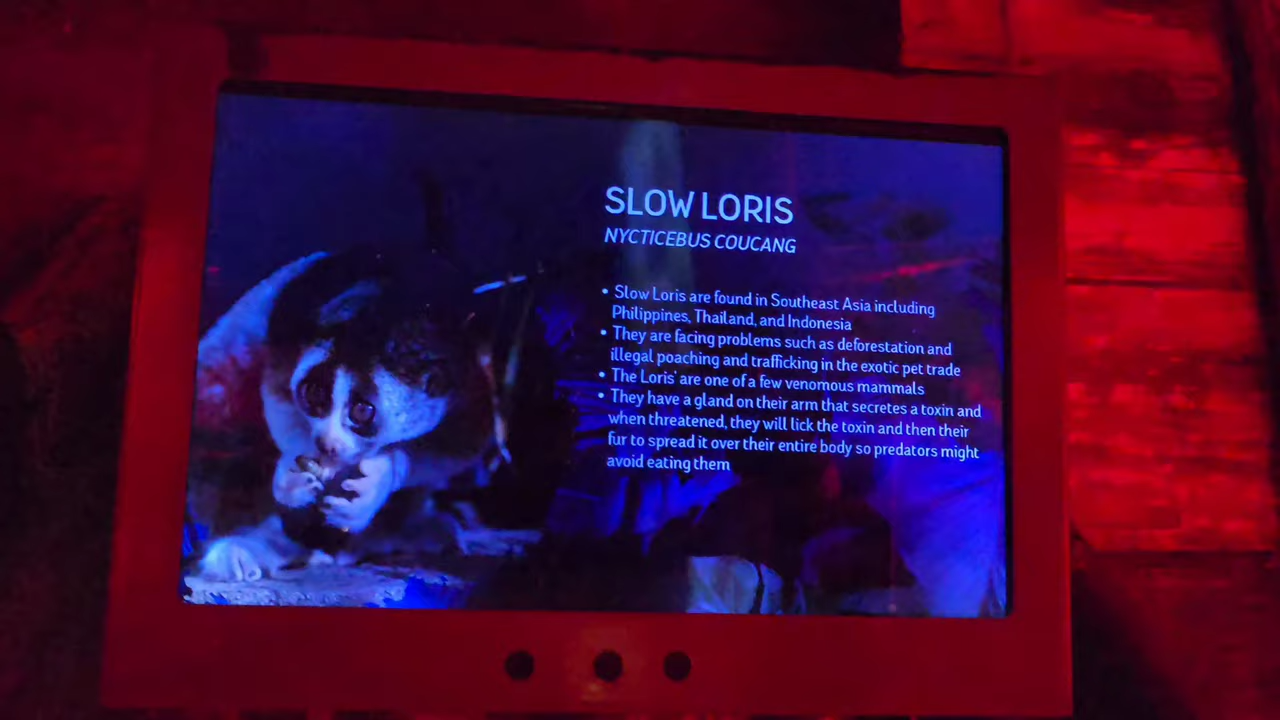 SLOW LORIS
NYCTICEBUS COUCANG
• Slow Loris are found in Southeast Asia including
Philippines, Thailand, and Indonesia
• They are facing problems such as deforestation and
illegal poaching and trafficking in the exotic pet trade
• The Loris' are one of a few venomous mammals
• They have a gland on their arm that secretes a toxin and
when threatened, they will lick the toxin and then their
fur to spread it over their entire body so predators might
avoid eating them